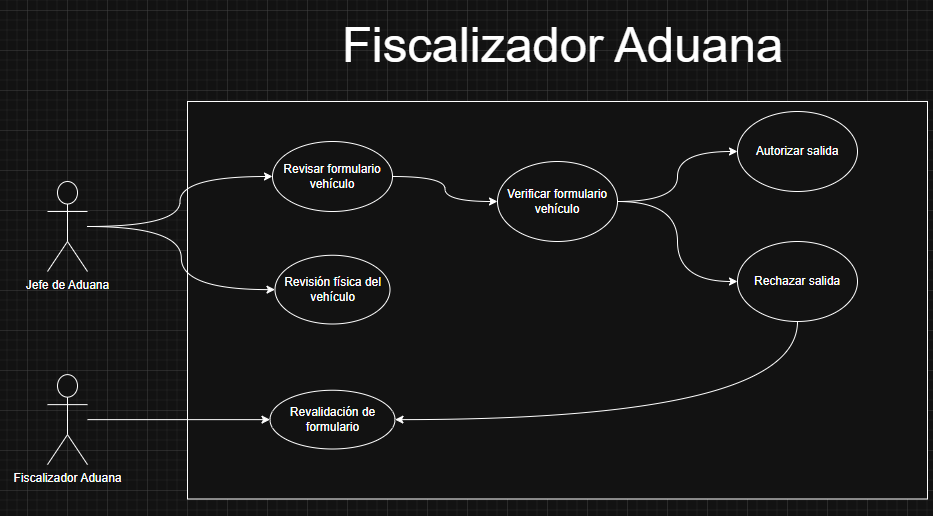 Fiscalizador Aduana
Autorizar salida
Revisar formulario
vehículo
Verificar formulario
vehículo
Jefe de Aduana
Revisión física del
vehículo
Rechazar salida
Revalidación de
formulario
Fiscalizador Aduana